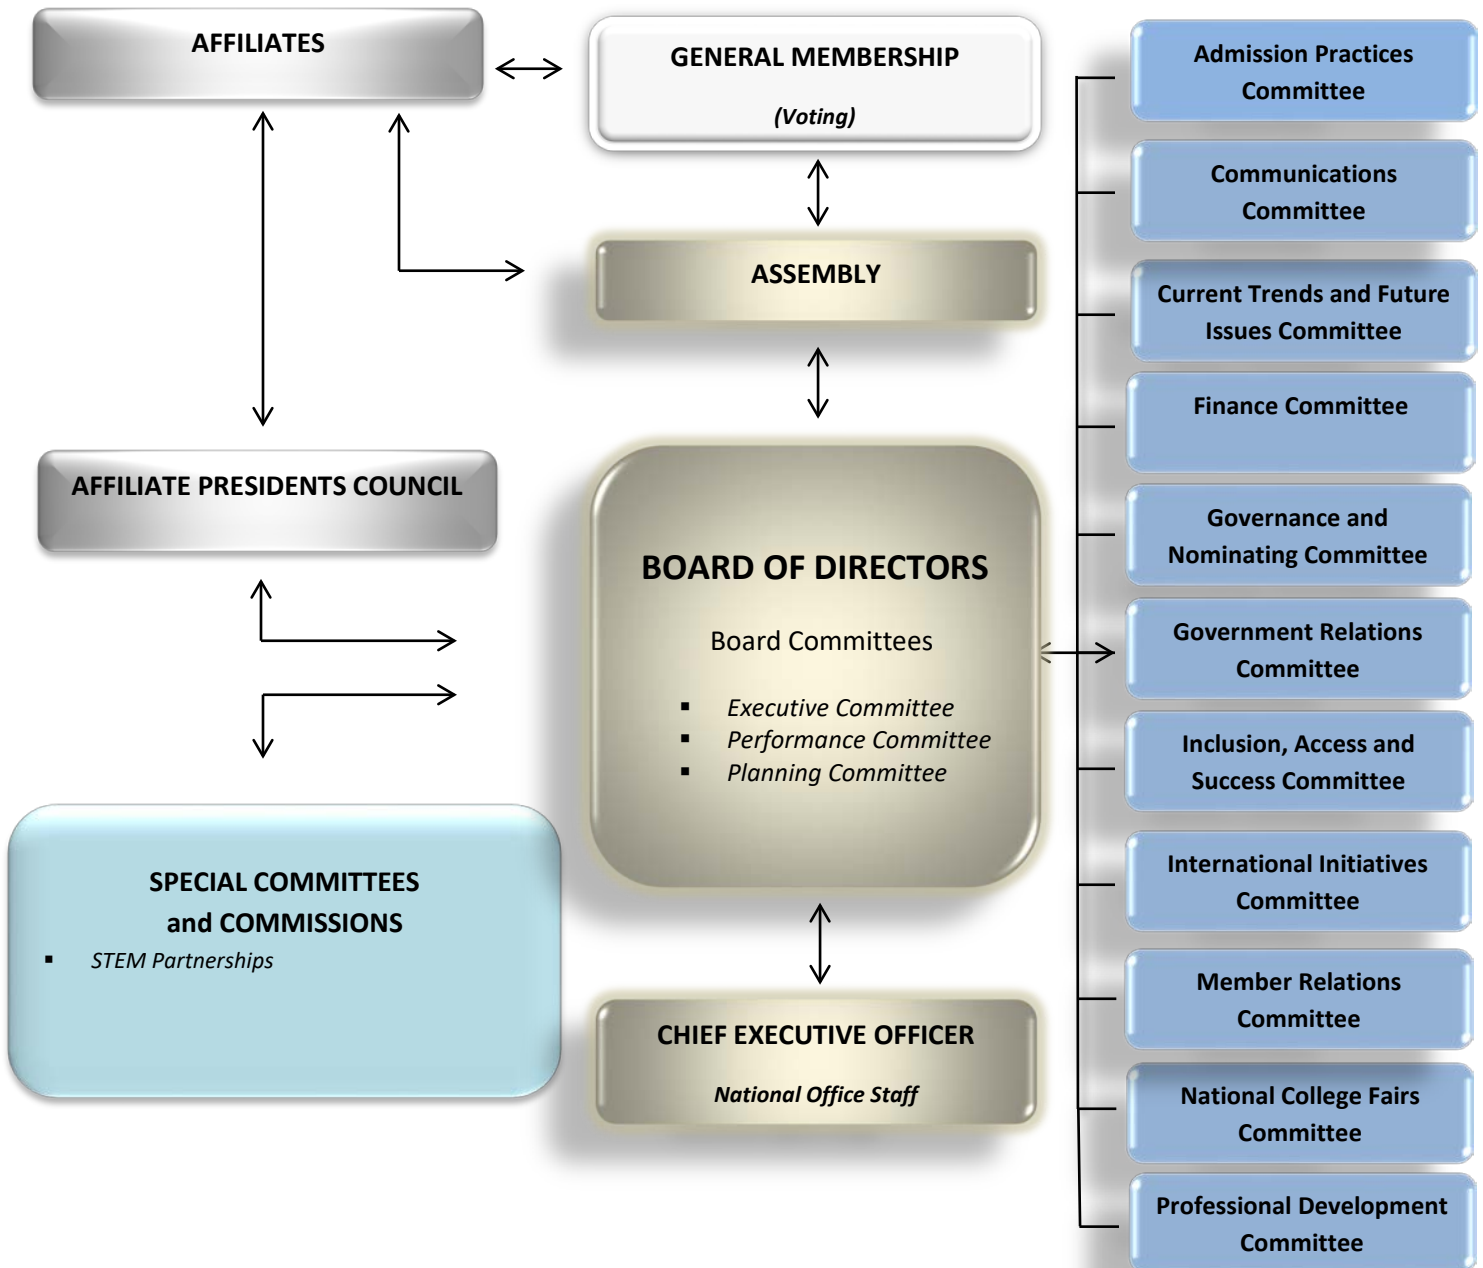 AFFILIATES
GENERAL MEMBERSHIP
(Voting)
ASSEMBLY
AFFILIATE PRESIDENTS COUNCIL
BOARD OF DIRECTORS
Board Committees
▪ Executive Committee
▪ Performance Committee
▪ Planning Committee
SPECIAL COMMITTEES
and COMMISSIONS
▪ STEM Partnerships
CHIEF EXECUTIVE OFFICER
National Office Staff
Admission Practices
Committee
Communications
Committee
Current Trends and Future
Issues Committee
Finance Committee
Governance and
Nominating Committee
Government Relations
Committee
Inclusion, Access and
Success Committee
International Initiatives
Committee
Member Relations
Committee
National College Fairs
Committee
Professional Development
Committee